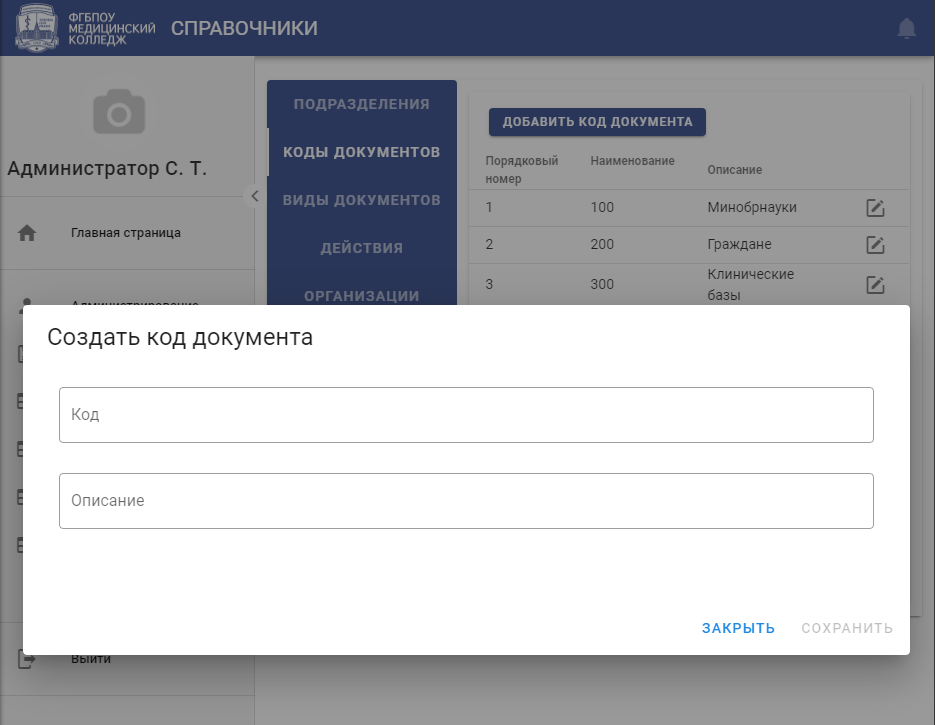 ФГБПОУ
МЕДИЦИНСКИЙ
КОЛЛЕДЖ
СПРАВОЧНИКИ
Администратор С. Т.
Главная страница
Администрирование
Выйти
ПОДРАЗДЕЛЕНИЯ
КОДЫ ДОКУМЕНТОВ
ВИДЫ ДОКУМЕНТОВ
ДЕЙСТВИЯ
ОРГАНИЗАЦИИ
ДОБАВИТЬ КОД ДОКУМЕНТА
Порядковый номер Наименование Описание
1 100 Минобрнауки
2 200 Граждане
3 300 Клинические базы
Создать код документа
Код
Описание
ЗАКРЫТЬ СОХРАНИТЬ